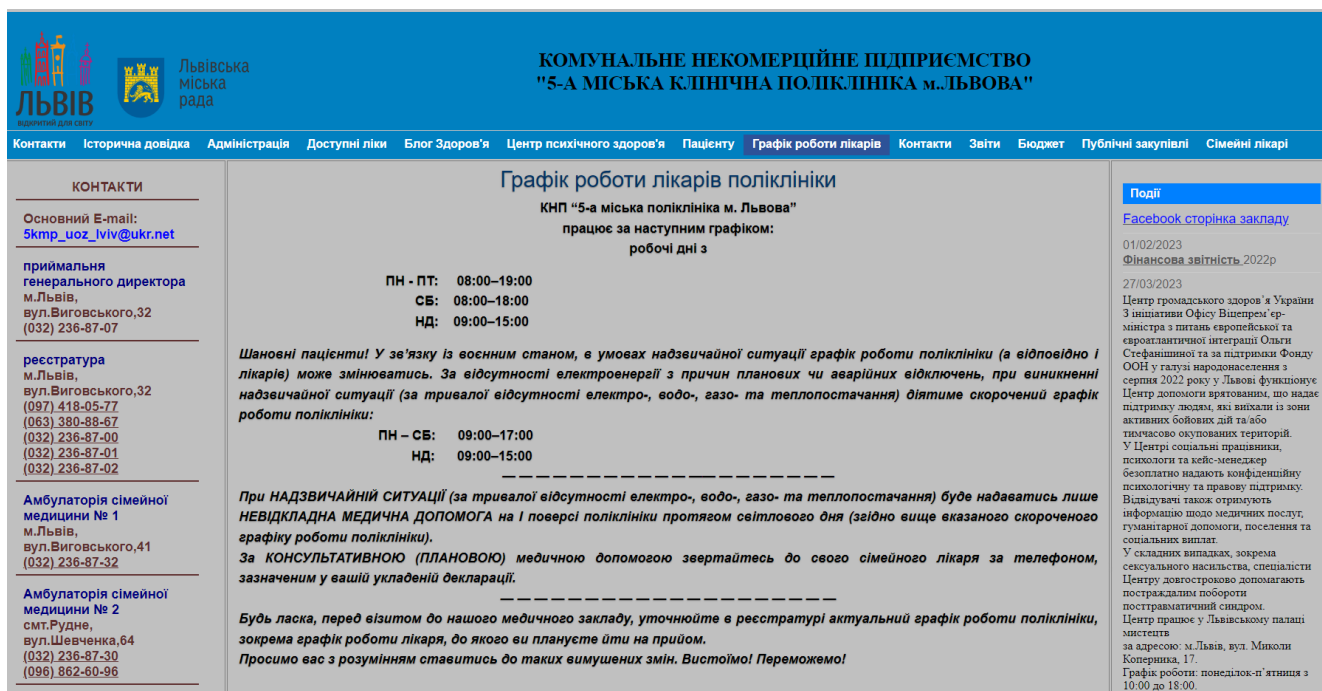 ЛЬВІВ
ВІДКРИТИЙ ДЛЯ СВІТУ
Львівська
міська
рада
КОМУНАЛЬНЕ НЕКОМЕРЦІЙНЕ ПІДПРИЄМСТВО
"5-А МІСЬКА КЛІНІЧНА ПОЛІКЛІНІКА м..ЛЬВОВА"
Контакти Історична довідка Адміністрація Доступні ліки Блог Здоров'я Центр психічного здоров'я Пацієнту Графік роботи лікарів Контакти Звіти Бюджет Публічні закупівлі Сімейні лікарі
КОНТАКТИ
Основний E-mail:
5kmp_uoz_lviv@ukr.net
приймальня
генерального директора
м.Львів,
вул.Виговського,32
(032) 236-87-07
реєстратура
м.Львів,
вул.Виговського,32
(097) 418-05-77
(063) 380-88-67
(032) 236-87-00
(032) 236-87-01
(032) 236-87-02
Амбулаторія сімейної
медицини № 1
м.Львів,
вул.Виговського,41
(032) 236-87-32
Амбулаторія сімейної
медицини № 2
смт.Рудне,
вул.Шевченка,64
(032) 236-87-30
(096) 862-60-96
Графік роботи лікарів поліклініки
КНП “5-а міська поліклініка м. Львова”
працює за наступним графіком:
робочі дні з
ПН - ПТ: 08:00–19:00
СБ: 08:00–18:00
НД: 09:00–15:00
Шановні пацієнти! У зв’язку із воєнним станом, в умовах надзвичайної ситуації графік роботи поліклініки (а відповідно і
лікарів) може змінюватись. За відсутності електроенергії з причин планових чи аварійних відключень, при виникненні
надзвичайної ситуації (за тривалої відсутності електро-, водо-, газо- та теплопостачання) діятиме скорочений графік
роботи поліклініки:
ПН – СБ: 09:00–17:00
НД: 09:00–15:00
— — — — — — — — — — — — — — — — — — — —
При НАДЗВИЧАЙНІЙ СИТУАЦІЇ (за тривалої відсутності електро-, водо-, газо- та теплопостачання) буде надаватись лише
НЕВІДКЛАДНА МЕДИЧНА ДОПОМОГА на І поверсі поліклініки протягом світлового дня (згідно вище вказаного скороченого
графіку роботи поліклініки).
За КОНСУЛЬТАТИВНОЮ (ПЛАНОВОЮ) медичною допомогою звертайтесь до свого сімейного лікаря за телефоном,
зазначеним у вашій укладеній декларації.
— — — — — — — — — — — — — — — — — — — —
Будь ласка, перед візитом до нашого медичного закладу, уточнюйте в реєстратурі актуальний графік роботи поліклініки,
зокрема графік роботи лікаря, до якого ви плануєте йти на прийом.
Просимо вас з розумінням ставитись до таких вимушених змін. Вистоїмо! Переможемо!
Події
Facebook сторінка закладу
01/02/2023
Фінансова звітність 2022р
27/03/2023
Центр громадського здоров’я України
З ініціативи Офісу Віцепрем’єр-
міністра з питань європейської та
євроатлантичної інтеграції Ольги
Стефанішиної та за підтримки Фонду
ООН у галузі народонаселення з
серпня 2022 року у Львові функціонує
Центр допомоги врятованим, що надає
підтримку людям, які виїхали із зони
активних бойових дій та/або
тимчасово окупованих територій.
У Центрі соціальні працівники,
психологи та кейс-менеджер
безоплатно надають конфіденційну
психологічну та правову підтримку.
Відвідувачі також отримують
інформацію щодо медичних послуг,
гуманітарної допомоги, поселення та
соціальних виплат.
У складних випадках, зокрема
сексуального насильства, спеціалісти
Центру довгостроково допомагають
постраждалим побороти
посттравматичний синдром.
Центр працює у Львівському палаці
мистецтв
за адресою: м.Львів, вул. Миколи
Коперника, 17.
Графік роботи: понеділок-п’ятниця з
10:00 до 18:00.